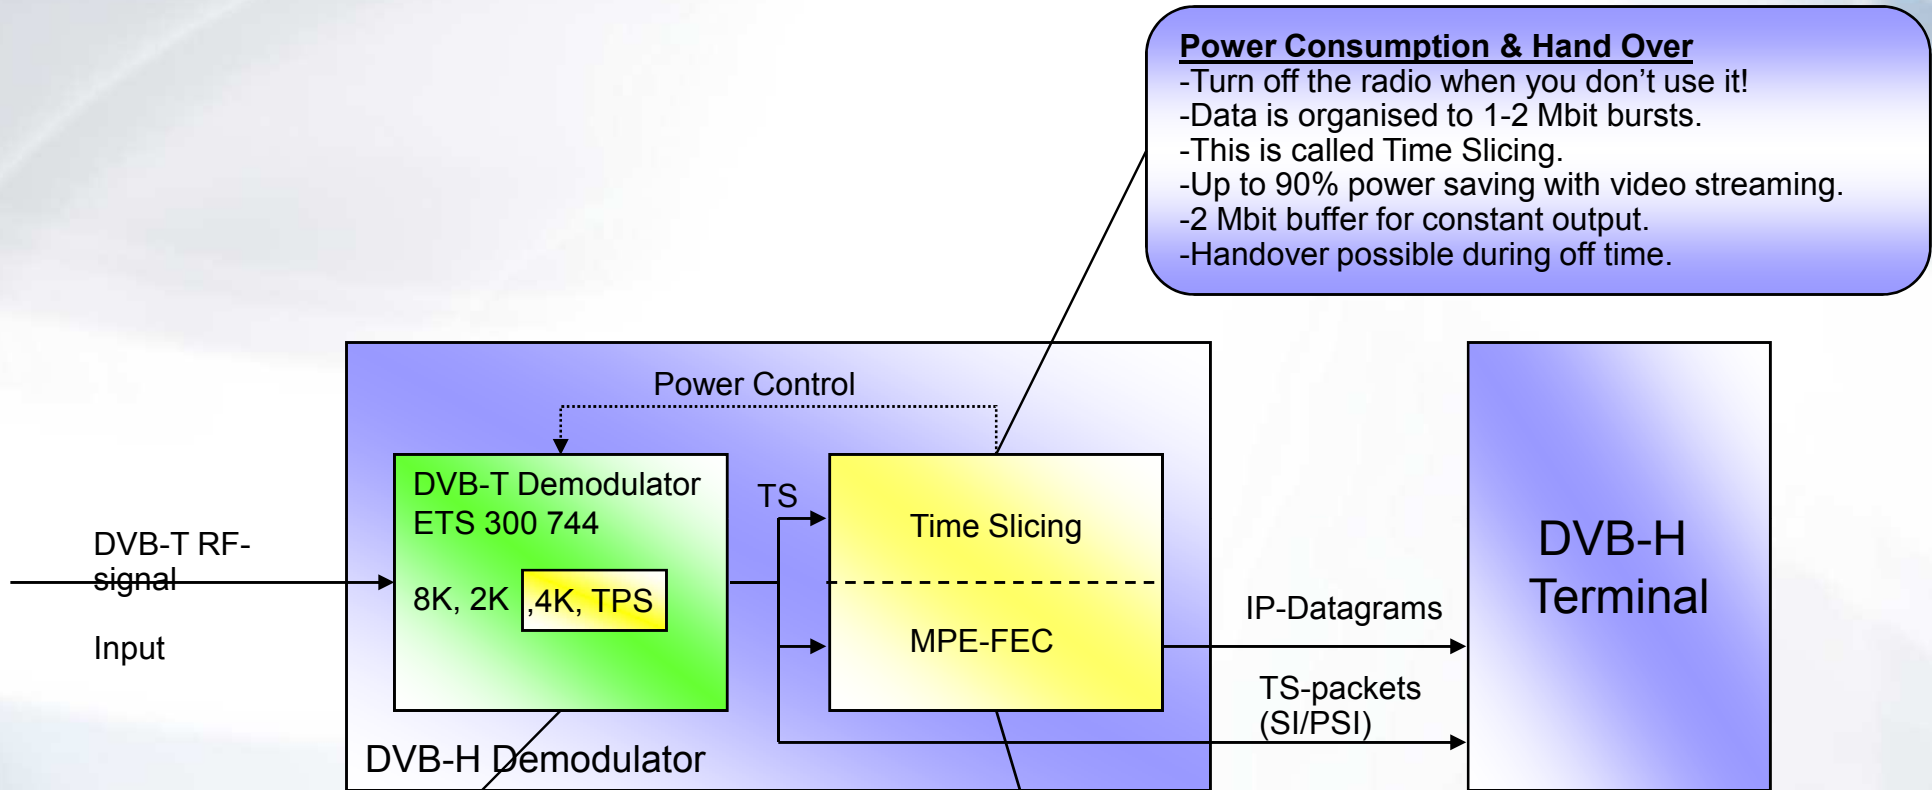 Power Consumption & Hand Over
-Turn off the radio when you don't use it!
-Data is organised to 1-2 Mbit bursts.
-This is called Time Slicing.
-Up to 90% power saving with video streaming.
-2 Mbit buffer for constant output.
-Handover possible during off time.
Power Control
DVB-T Demodulator
ETS 300 744
8K, 2K ,4K, TPS
TS
Time Slicing
MPE-FEC
DVB-T RF-
signal
Input
IP-Datagrams
TS-packets
(SI/PSI)
DVB-H
Terminal
DVB-H Demodulator